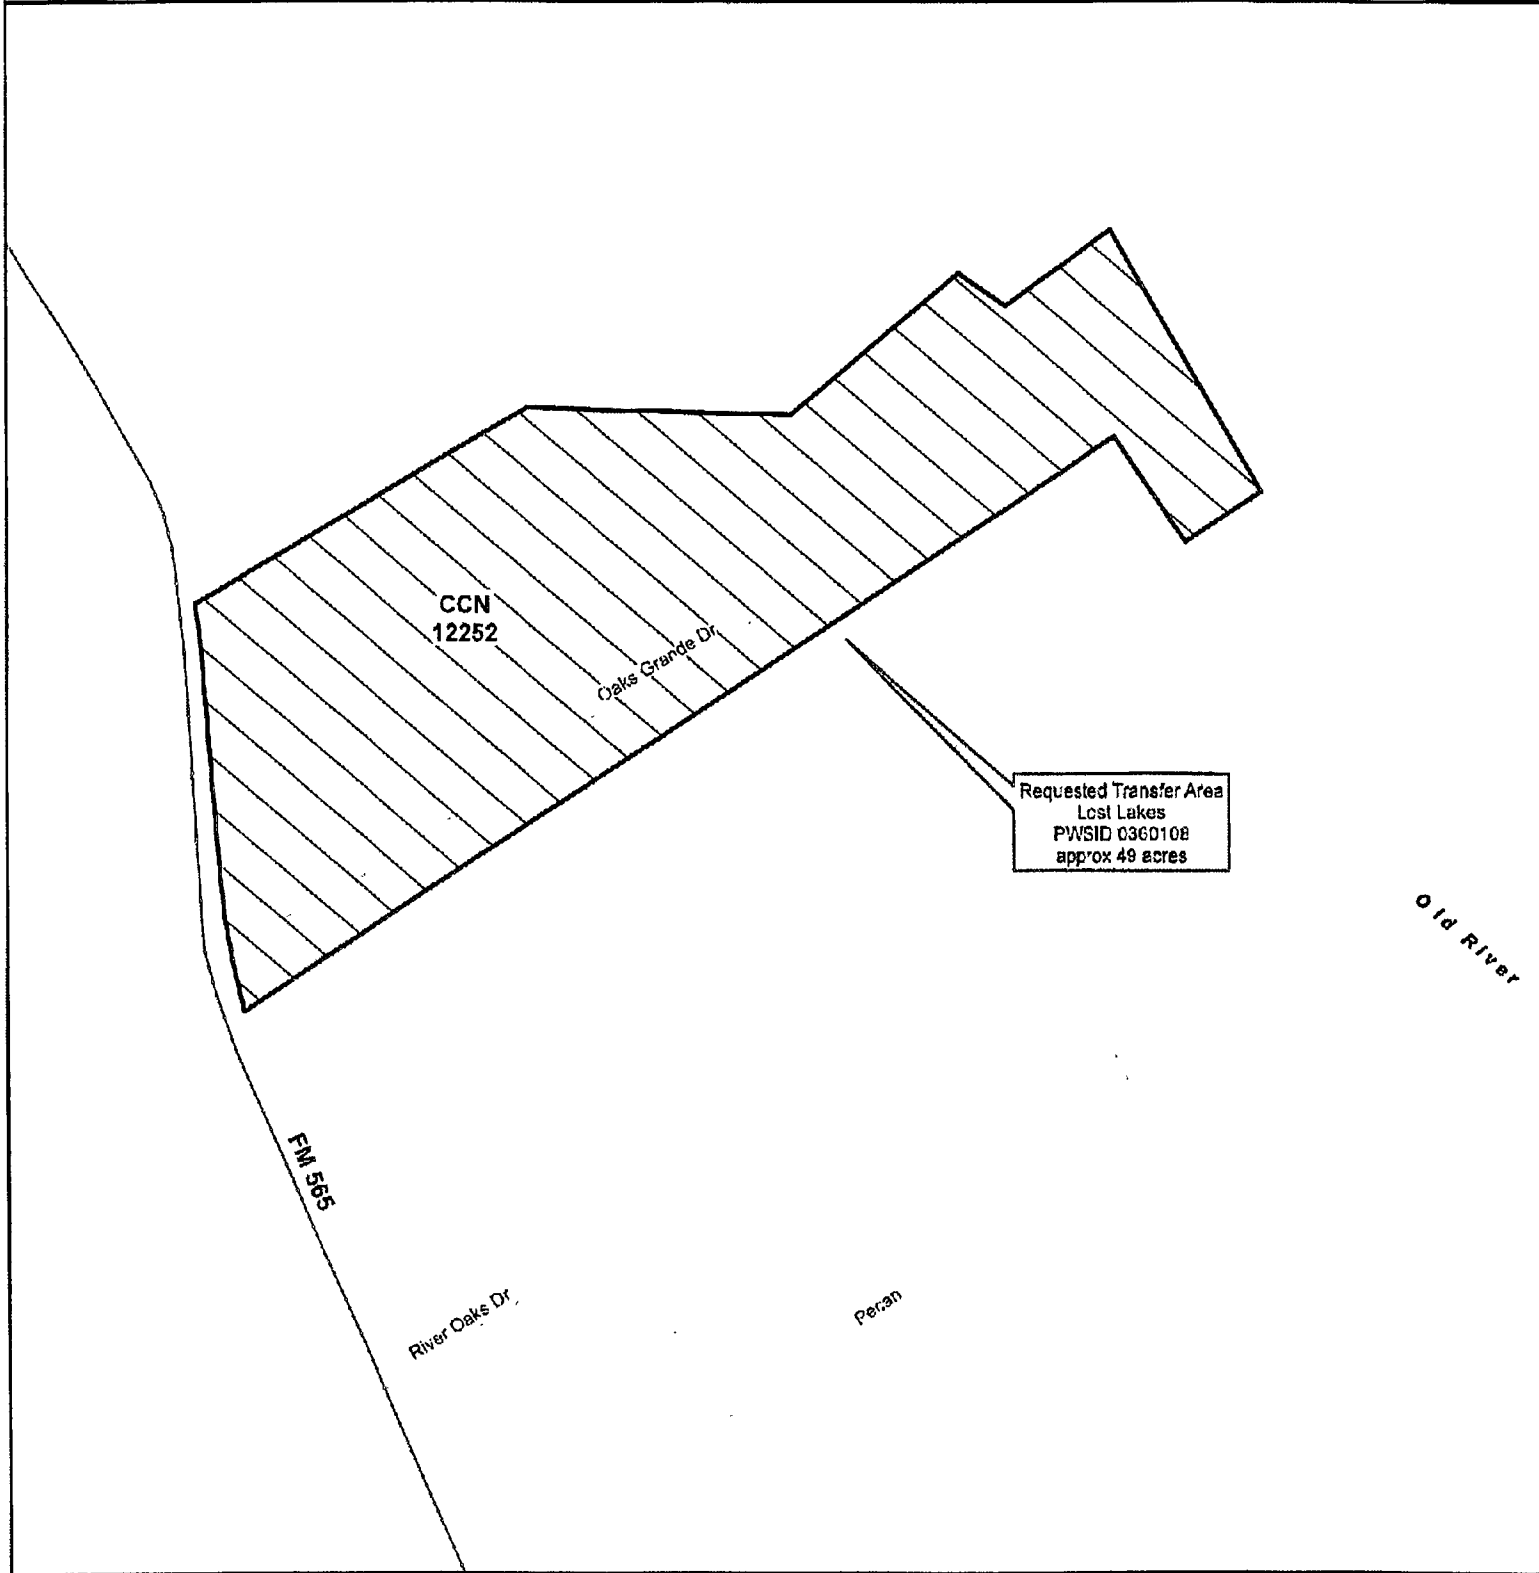 CCN
12252
Oaks Grande Dr
Requested Transfer Area
Lost Lakes
PWSID 0360108
approx 49 acres
Old River
FM 565
River Oaks Dr
Pecan